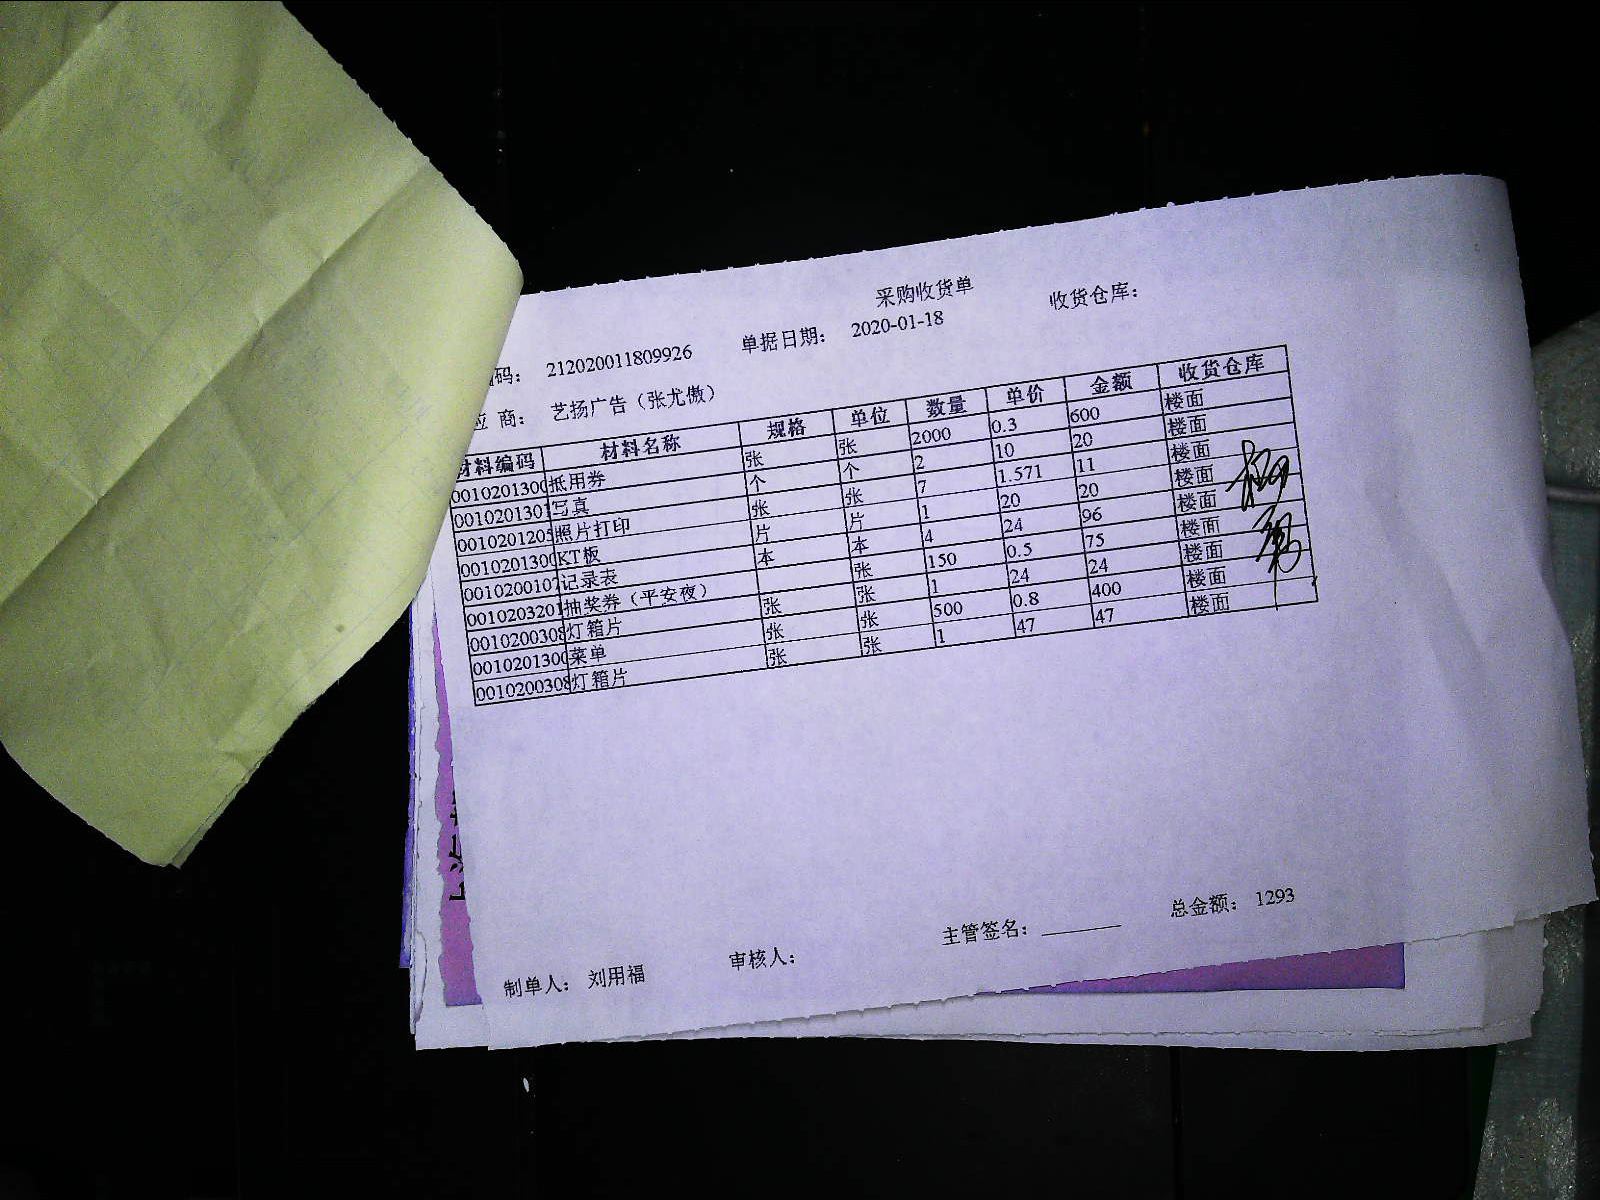 采购收货单
码： 212020011809926 单据日期： 2020-01-18 收货仓库：
应 商： 艺扬广告（张尤傲）
材料编码 材料名称 规格 单位 数量 单价 金额 收货仓库
0010201300 抵用券 张 张 2000 0.3 600 楼面
001020130 写真 个 个 2 10 20 楼面
001020120 照片打印 张 张 7 1.571 11 楼面
0010201300 KT板 片 片 1 20 20 楼面
001020010 记录表 本 本 4 24 96 楼面
001020320 抽奖券（平安夜） 张 150 0.5 75 楼面
001020030 灯箱片 张 张 1 24 24 楼面
0010201300 菜单 张 张 500 0.8 400 楼面
001020030 灯箱片 张 张 1 47 47 楼面
制单人： 刘用福 审核人： 主管签名： 总金额： 1293